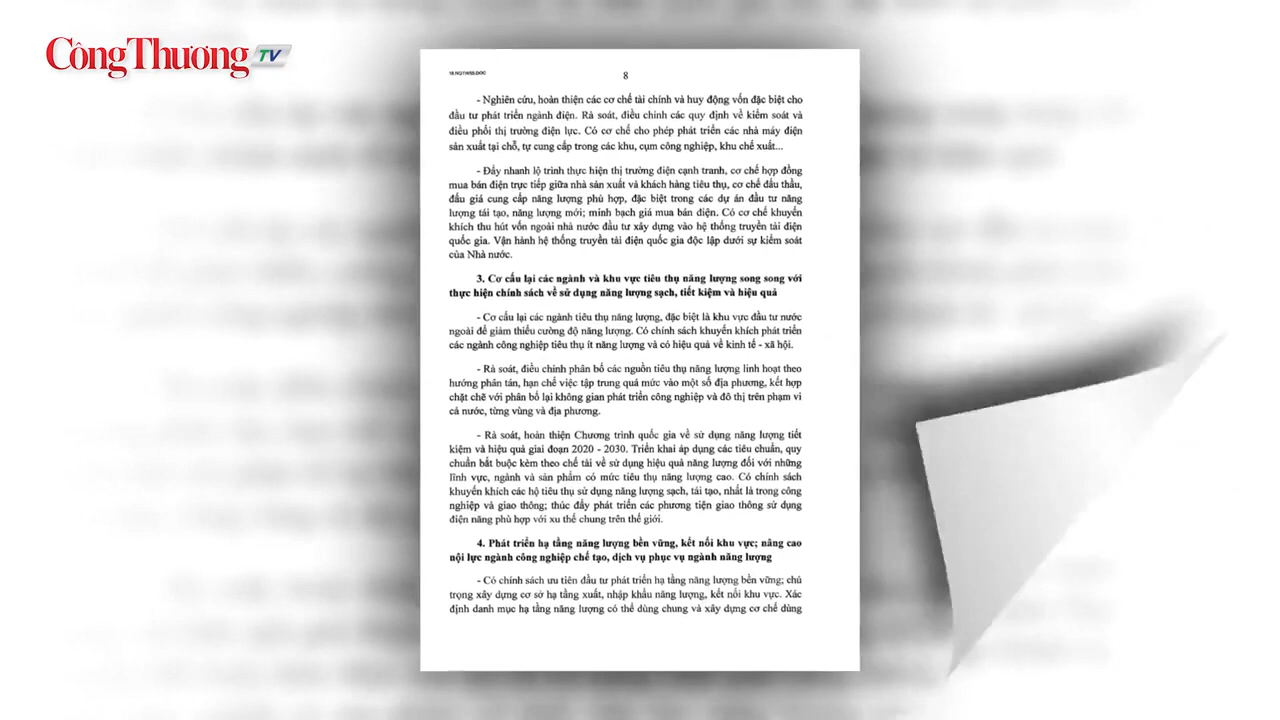 CôngThương TV
8
- Nghiên cứu, hoàn thiện các cơ chế tài chính và huy động vốn đặc biệt cho
đầu tư phát triển ngành điện. Rà soát, điều chỉnh các quy định về kiểm soát và
điều phối thị trường điện lực. Có cơ chế cho phép phát triển các nhà máy điện
sản xuất tại chỗ, tự cung cấp trong các khu, cụm công nghiệp, khu chế xuất...
- Đẩy nhanh lộ trình thực hiện thị trường điện cạnh tranh, cơ chế hợp đồng
mua bán điện trực tiếp giữa nhà sản xuất và khách hàng tiêu thụ, cơ chế đấu thầu,
đấu giá cung cấp năng lượng phù hợp, đặc biệt trong các dự án đầu tư năng
lượng tái tạo, năng lượng mới; minh bạch giá mua bán điện. Có cơ chế khuyến
khích thu hút vốn ngoài nhà nước đầu tư xây dựng vào hệ thống truyền tải điện
quốc gia. Vận hành hệ thống truyền tải điện quốc gia độc lập dưới sự kiểm soát
của Nhà nước.
3. Cơ cấu lại các ngành và khu vực tiêu thụ năng lượng song song với
thực hiện chính sách về sử dụng năng lượng sạch, tiết kiệm và hiệu quả
- Cơ cấu lại các ngành tiêu thụ năng lượng, đặc biệt là khu vực đầu tư nước
ngoài để giảm thiểu cường độ năng lượng. Có chính sách khuyến khích phát triển
các ngành công nghiệp tiêu thụ ít năng lượng và có hiệu quả về kinh tế - xã hội.
- Rà soát, điều chỉnh phân bố các nguồn tiêu thụ năng lượng linh hoạt theo
hướng phân tán, hạn chế việc tập trung quá mức vào một số địa phương, kết hợp
chặt chẽ với phân bố lại không gian phát triển công nghiệp và đô thị trên phạm vi
cả nước, từng vùng và địa phương.
- Rà soát, hoàn thiện Chương trình quốc gia về sử dụng năng lượng tiết
kiệm và hiệu quả giai đoạn 2020 - 2030. Triển khai áp dụng các tiêu chuẩn, quy
chuẩn bắt buộc kèm theo chế tài về sử dụng hiệu quả năng lượng đối với những
lĩnh vực, ngành và sản phẩm có mức tiêu thụ năng lượng cao. Có chính sách
khuyến khích các hộ tiêu thụ sử dụng năng lượng sạch, tái tạo, nhất là trong công
nghiệp và giao thông; thúc đẩy phát triển các phương tiện giao thông sử dụng
điện năng phù hợp với xu thế chung trên thế giới.
4. Phát triển hạ tầng năng lượng bền vững, kết nối khu vực; nâng cao
nội lực ngành công nghiệp chế tạo, dịch vụ phục vụ ngành năng lượng
- Có chính sách ưu tiên đầu tư phát triển hạ tầng năng lượng bền vững; chú
trọng xây dựng cơ sở hạ tầng xuất, nhập khẩu năng lượng, kết nối khu vực. Xác
định danh mục hạ tầng năng lượng có thể dùng chung và xây dựng cơ chế dùng